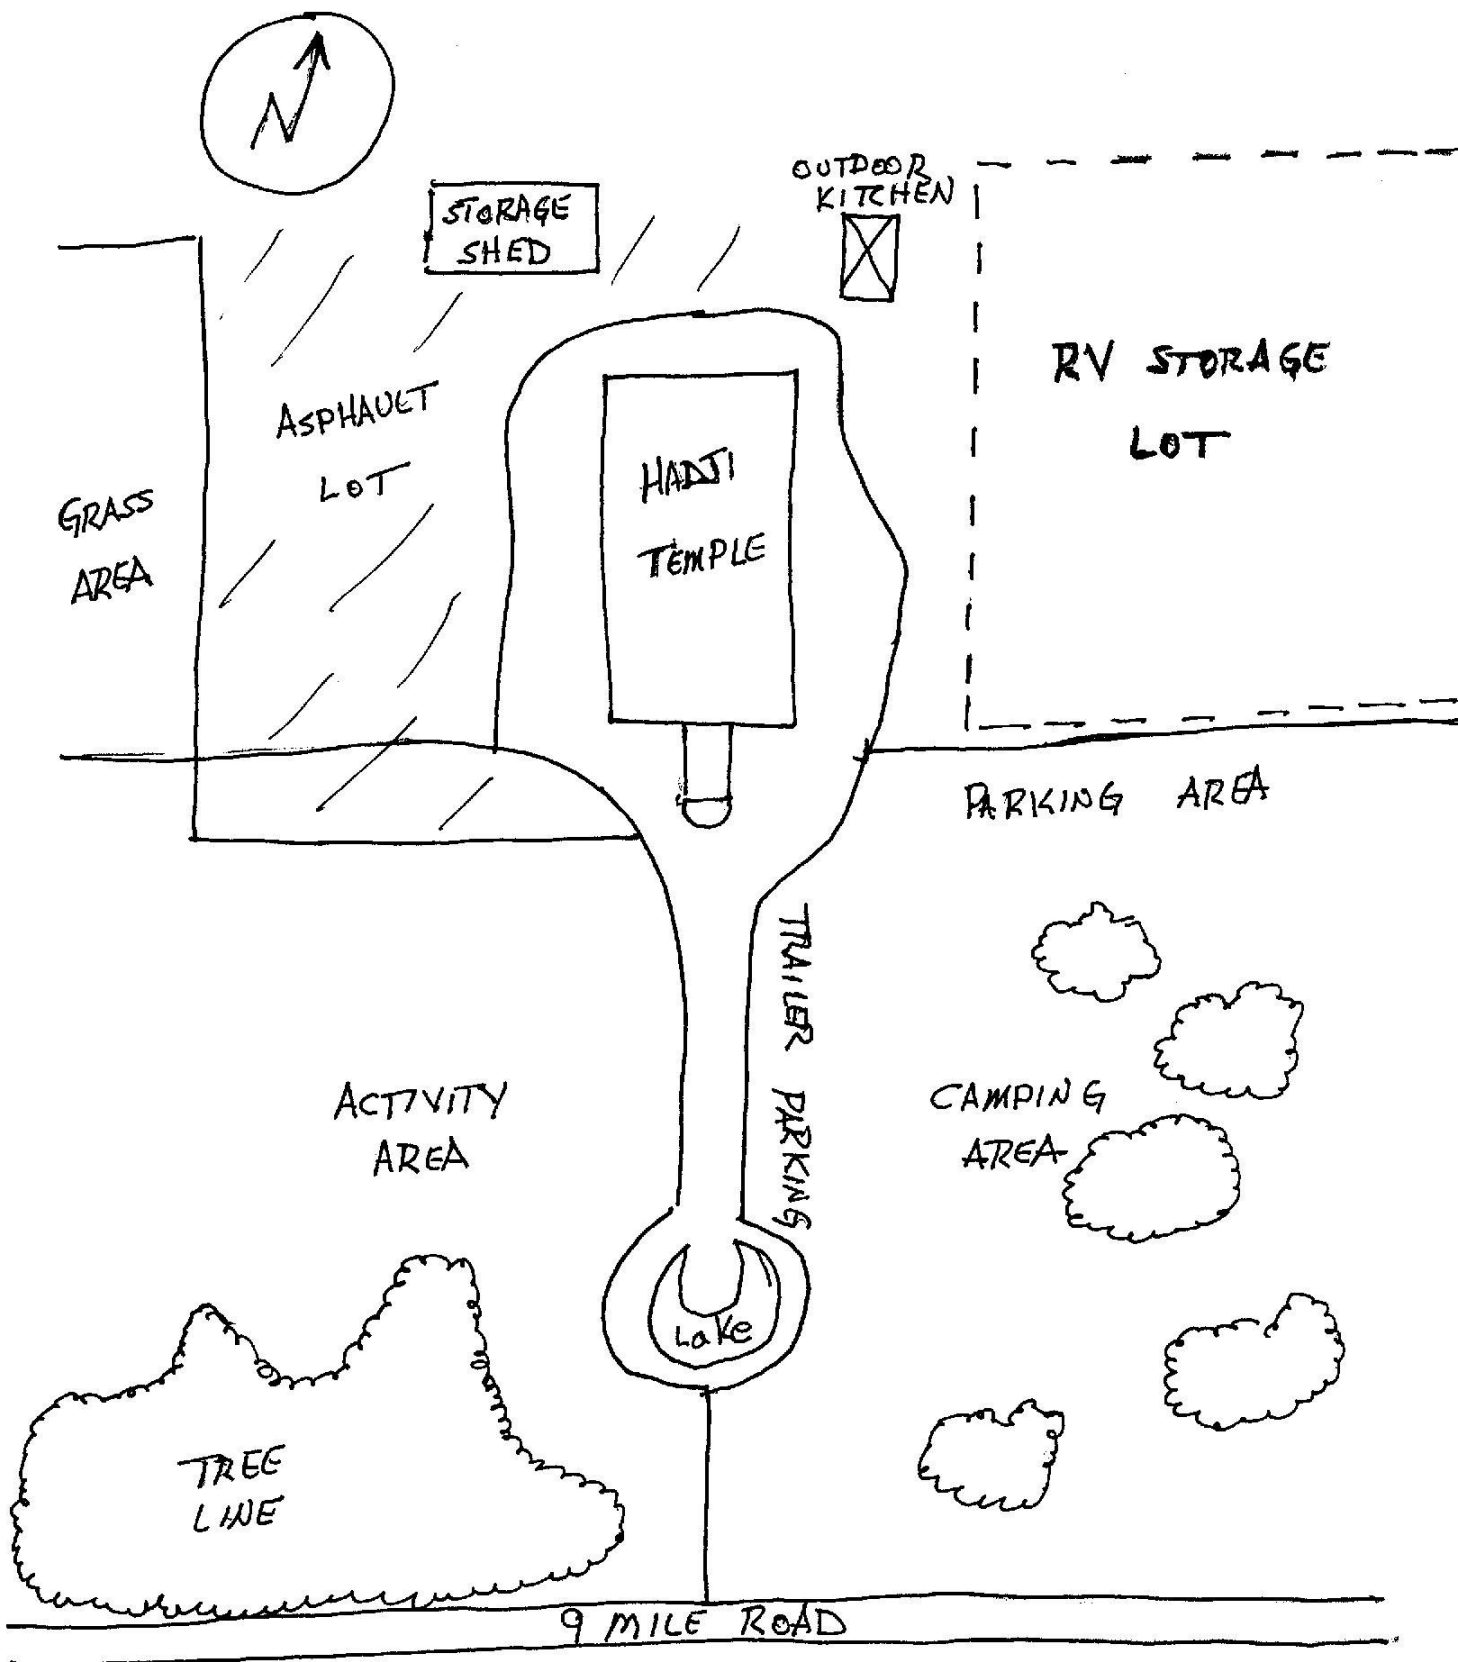 N
OUTDOOR
KITCHEN
STORAGE
SHED
RV STORAGE
LOT
ASPHAULT
LOT
HADJI
TEMPLE
GRASS
AREA
PARKING AREA
TRAILER PARKING
ACTIVITY
AREA
CAMPING
AREA
Lake
TREE
LINE
9 MILE ROAD